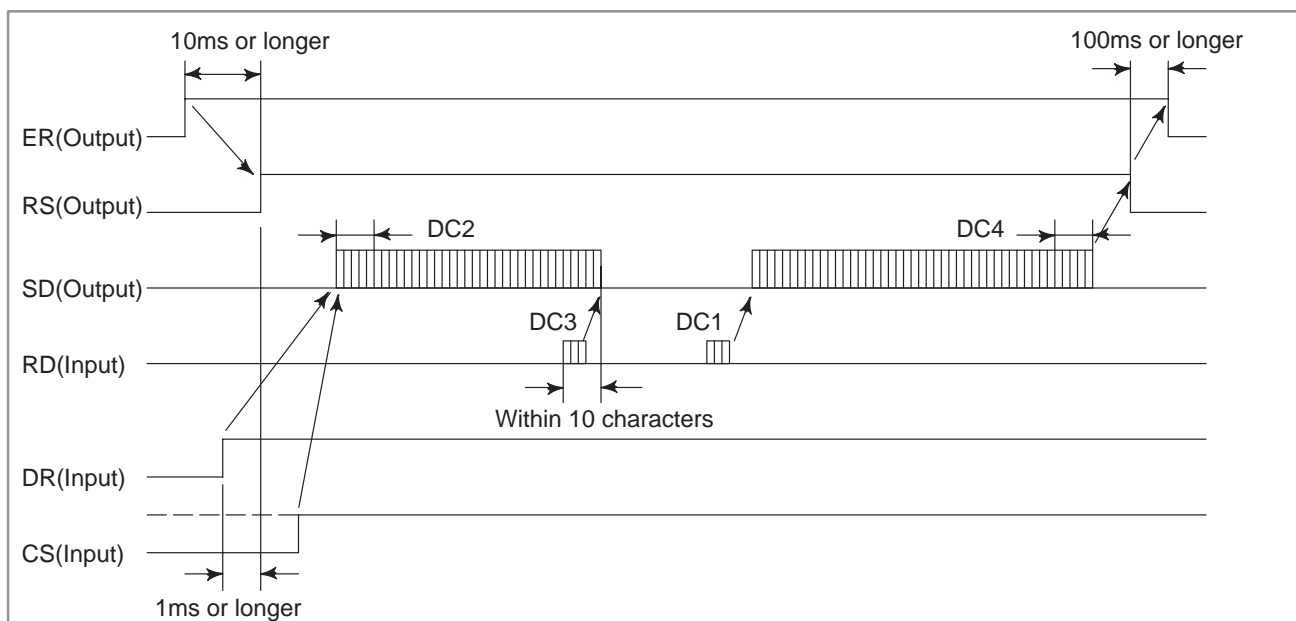 10ms or longer
100ms or longer
ER(Output)
RS(Output)
DC2
DC4
SD(Output)
DC3
DC1
RD(Input)
Within 10 characters
DR(Input)
CS(Input)
1ms or longer